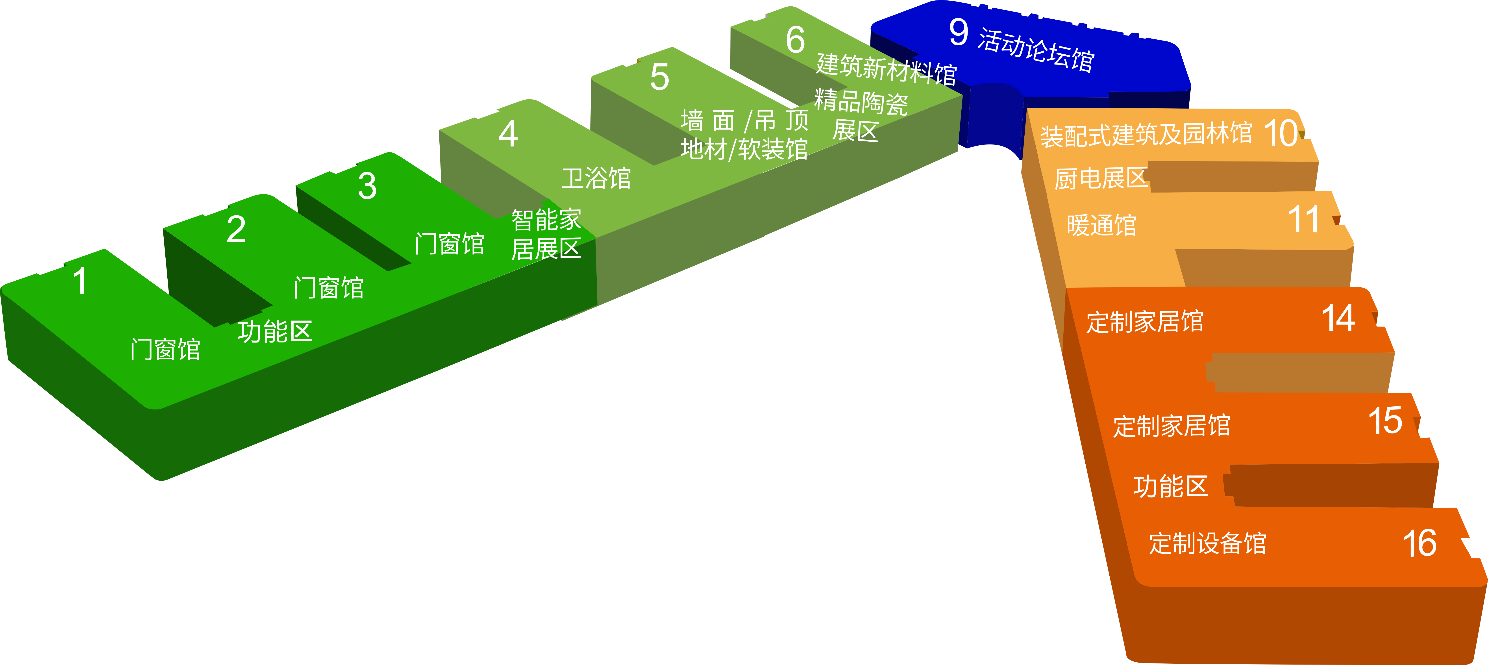 1
门窗馆
功能区
2
门窗馆
3
门窗馆
智能家
居展区
4
卫浴馆
5
墙 面 /吊 顶
地材/软装馆
6
建筑新材料馆
精品陶瓷
展区
9 活动论坛馆
装配式建筑及园林馆 10
厨电展区
暖通馆 11
定制家居馆 14
定制家居馆 15
功能区
定制设备馆 16